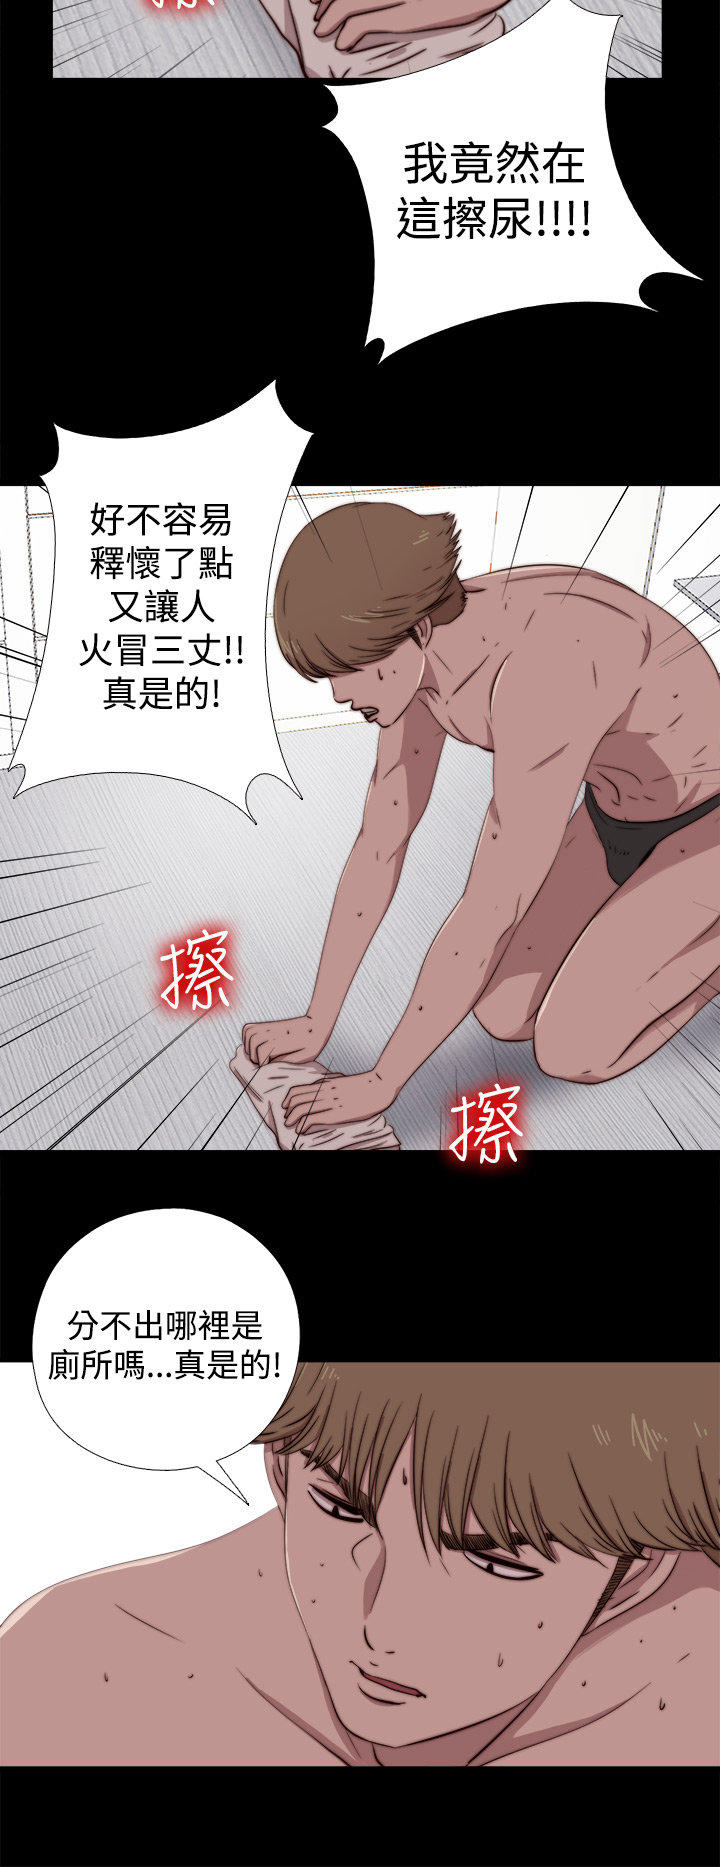 擦
我竟然在
這擦尿!!!!
好不容易
釋懷了點
又讓人
火冒三丈!!
真是的!
擦
擦
分不出哪裡是
廁所嗎...真是的!